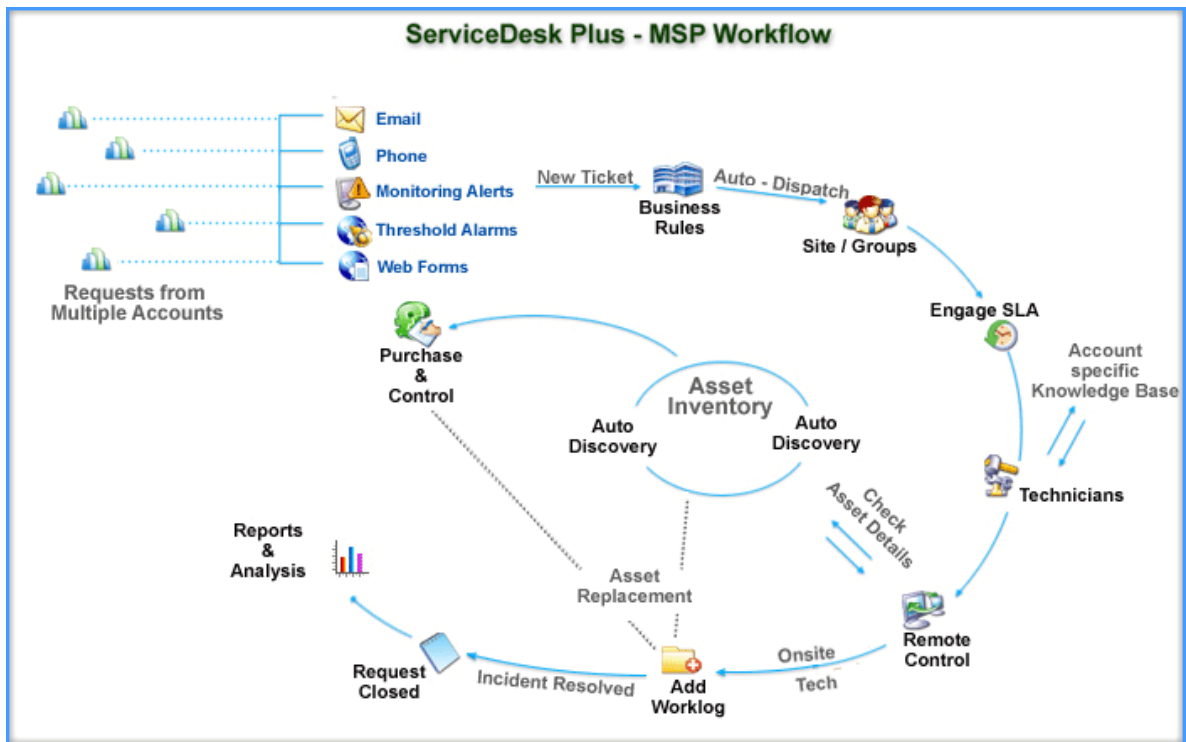 ServiceDesk Plus - MSP Workflow
Email
Phone
Monitoring Alerts
Threshold Alarms
Web Forms
Requests from
Multiple Accounts
New Ticket
Business
Rules
Auto - Dispatch
Site / Groups
Engage SLA
Account
specific
Knowledge Base
Technicians
Purchase
&
Control
Asset
Inventory
Auto
Discovery
Auto
Discovery
Check
Asset Details
Remote
Control
Onsite
Tech
Asset
Replacement
Add
Worklog
Incident Resolved
Request
Closed
Reports
&
Analysis